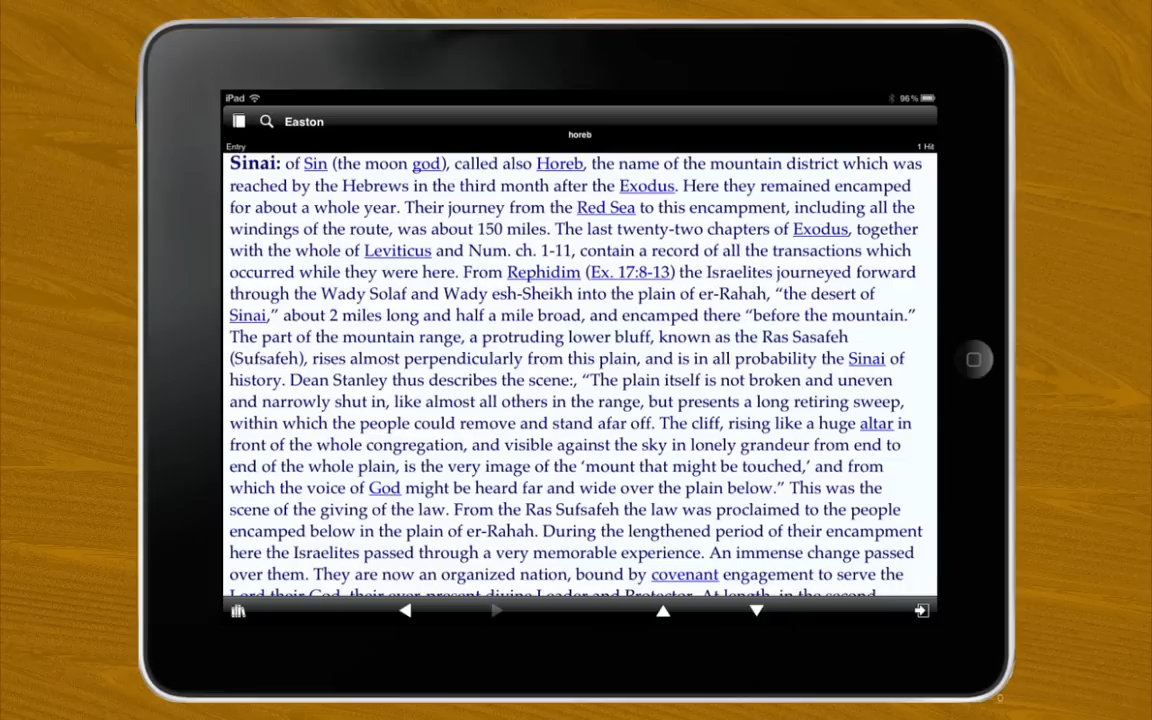 iPad 96%
Easton
horeb
Entry 1 Hit
Sinai: of Sin (the moon god), called also Horeb, the name of the mountain district which was
reached by the Hebrews in the third month after the Exodus. Here they remained encamped
for about a whole year. Their journey from the Red Sea to this encampment, including all the
windings of the route, was about 150 miles. The last twenty-two chapters of Exodus, together
with the whole of Leviticus and Num. ch. 1-11, contain a record of all the transactions which
occurred while they were here. From Rephidim (Ex. 17:8-13) the Israelites journeyed forward
through the Wady Solaf and Wady esh-Sheikh into the plain of er-Rahah, “the desert of
Sinai,” about 2 miles long and half a mile broad, and encamped there “before the mountain.”
The part of the mountain range, a protruding lower bluff, known as the Ras Sasafeh
(Sufsafeh), rises almost perpendicularly from this plain, and is in all probability the Sinai of
history. Dean Stanley thus describes the scene:, “The plain itself is not broken and uneven
and narrowly shut in, like almost all others in the range, but presents a long retiring sweep,
within which the people could remove and stand afar off. The cliff, rising like a huge altar in
front of the whole congregation, and visible against the sky in lonely grandeur from end to
end of the whole plain, is the very image of the ‘mount that might be touched,’ and from
which the voice of God might be heard far and wide over the plain below.” This was the
scene of the giving of the law. From the Ras Sufsafeh the law was proclaimed to the people
encamped below in the plain of er-Rahah. During the lengthened period of their encampment
here the Israelites passed through a very memorable experience. An immense change passed
over them. They are now an organized nation, bound by covenant engagement to serve the
Lord their God, their ever-present divine Leader and Protector. At length, in the second